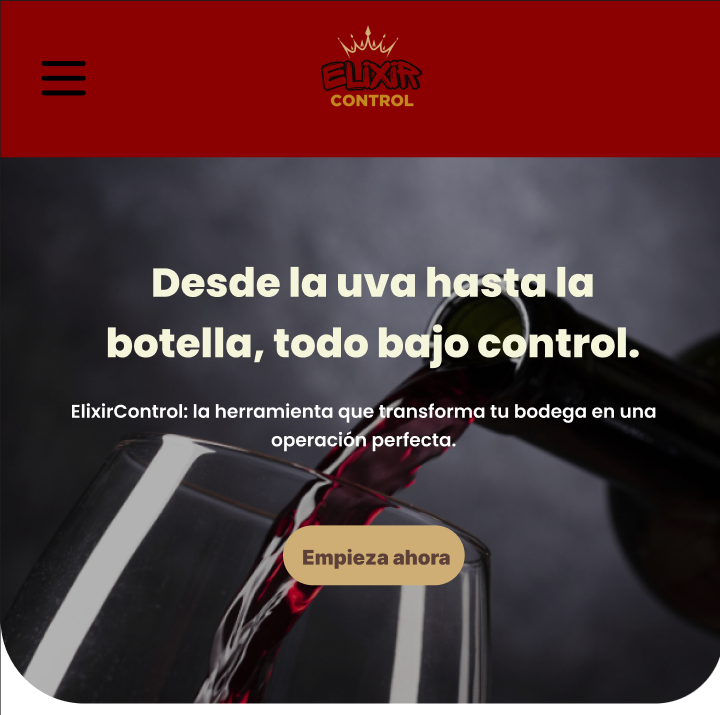 ELIXIR
CONTROL
Desde la uva hasta la
botella, todo bajo control.
ElixirControl: la herramienta que transforma tu bodega en una
operación perfecta.
Empieza ahora